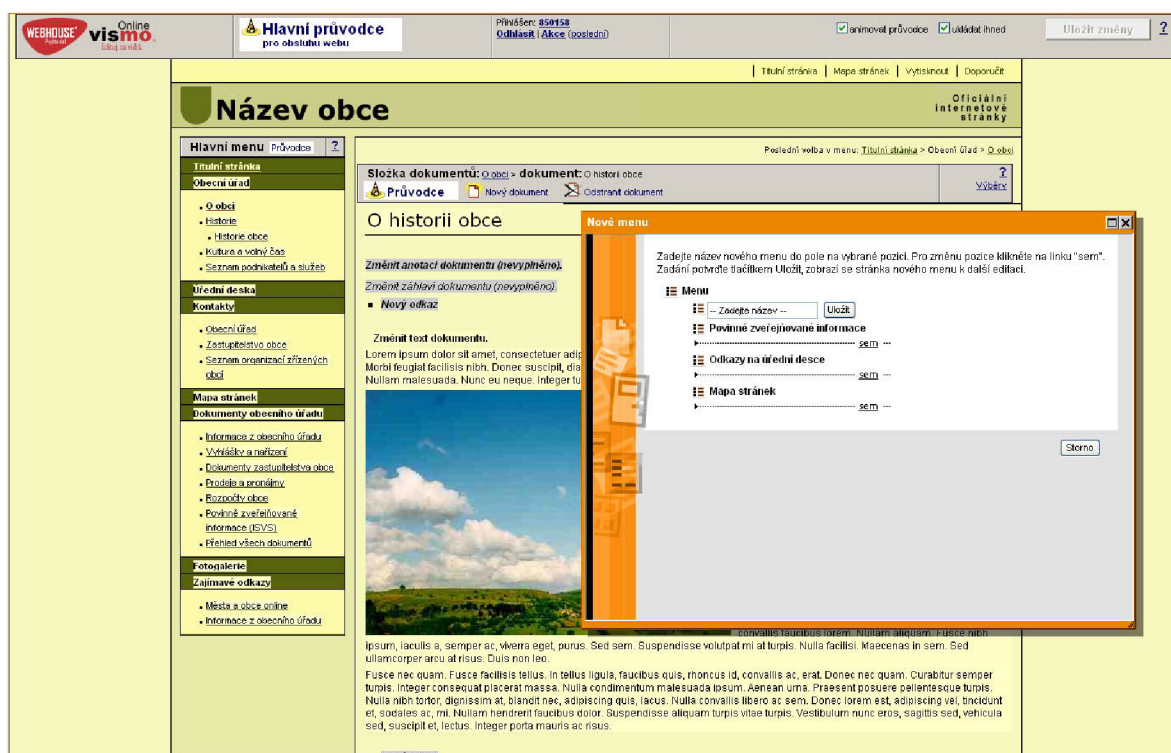 WEBHOUSE®
Online
vismo
Edituj na vidět
Hlavní průvodce
pro obsluhu webu
Přihlášen: 850158
Odhlásit | Akce (poslední)
animovat průvodce
ukládat ihned
Uložit změny
?
Titulní stránka | Mapa stránek | Vytisknout | Doporučit
Název obce
Oficiální
internetové
stránky
Hlavní menu Průvodce ?
Titulní stránka
Obecní úřad
O obci
Historie
Historie obce
Kultura a volný čas
Seznam podnikatelů a služeb
Úřední deska
Kontakty
Obecní úřad
Zastupitelstvo obce
Seznam organizací zřízených
obcí
Mapa stránek
Dokumenty obecního úřadu
Informace z obecního úřadu
Vyhlášky a nařízení
Dokumenty zastupitelstva obce
Prodeje a pronájmy
Rozpočty obce
Povinně zveřejňované
informace (ISVS)
Přehled všech dokumentů
Fotogalerie
Zajímavé odkazy
Města a obce online
Informace z obecního úřadu
Poslední volba v menu: Titulní stránka > Obecní úřad > O obci
Složka dokumentů: O obci > dokument: O histori obce
?
Průvodce Nový dokument Odstranit dokument
Výběry
O historii obce
Změnit anotaci dokumentu (nevyplněno).
Změnit záhlaví dokumentu (nevyplněno).
Nový odkaz
Změnit text dokumentu.
Lorem ipsum dolor sit amet, consectetuer adip
Morbi feugiat facilisis nibh. Donec suscipit, dia
Nullam malesuada. Nunc eu neque. Integer tu
Nové menu
Zadejte název nového menu do pole na vybrané pozici. Pro změnu pozice klikněte na linku "sem".
Zadání potvrďte tlačítkem Uložit, zobrazí se stránka nového menu k další editaci.
Menu
-- Zadejte název -- Uložit
Povinné zveřejňované informace
sem ---
Odkazy na úřední desce
sem ---
Mapa stránek
sem ---
Storno
convallis faucibus lorem. Nullam aliquam. Fusce nibh
ipsum, iaculis a, semper ac, viverra eget, purus. Sed sem. Suspendisse volutpat mi at turpis. Nulla facilisi. Maecenas in sem. Sed
ullamcorper arcu at risus. Duis non leo.
Fusce nec quam. Fusce facilisis tellus. In tellus ligula, faucibus quis, rhoncus id, convallis ac, erat. Donec nec quam. Curabitur semper
turpis. Integer consequat placerat massa. Nulla condimentum malesuada ipsum. Aenean urna. Praesent posuere pellentesque turpis.
Nulla nibh tortor, dignissim at, blandit nec, adipiscing quis, lacus. Nulla convallis libero ac sem. Donec lorem est, adipiscing vel, tincidunt
et, sodales ac, mi. Nullam hendrerit faucibus dolor. Suspendisse aliquam turpis vitae turpis. Vestibulum nunc eros, sagittis sed, vehicula
sed, suscipit et, lectus. Integer porta mauris ac risus.